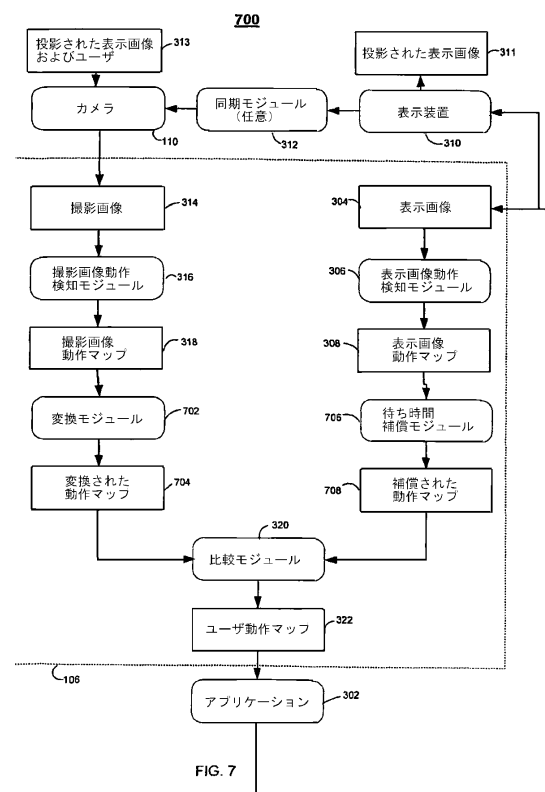 700
投影された表示画像
およびユーザ
313
投影された表示画像
311
カメラ
110
同期モジュール
(任意)
312
表示装置
310
撮影画像
314
304
表示画像
撮影画像動作
検知モジュール
316
306
表示画像動作
検知モジュール
撮影画像
動作マップ
318
308
表示画像
動作マップ
変換モジュール
702
706
待ち時間
補償モジュール
変換された
動作マップ
704
708
補償された
動作マップ
320
比較モジュール
ユーザ動作マップ
322
106
アプリケーション
302
FIG. 7